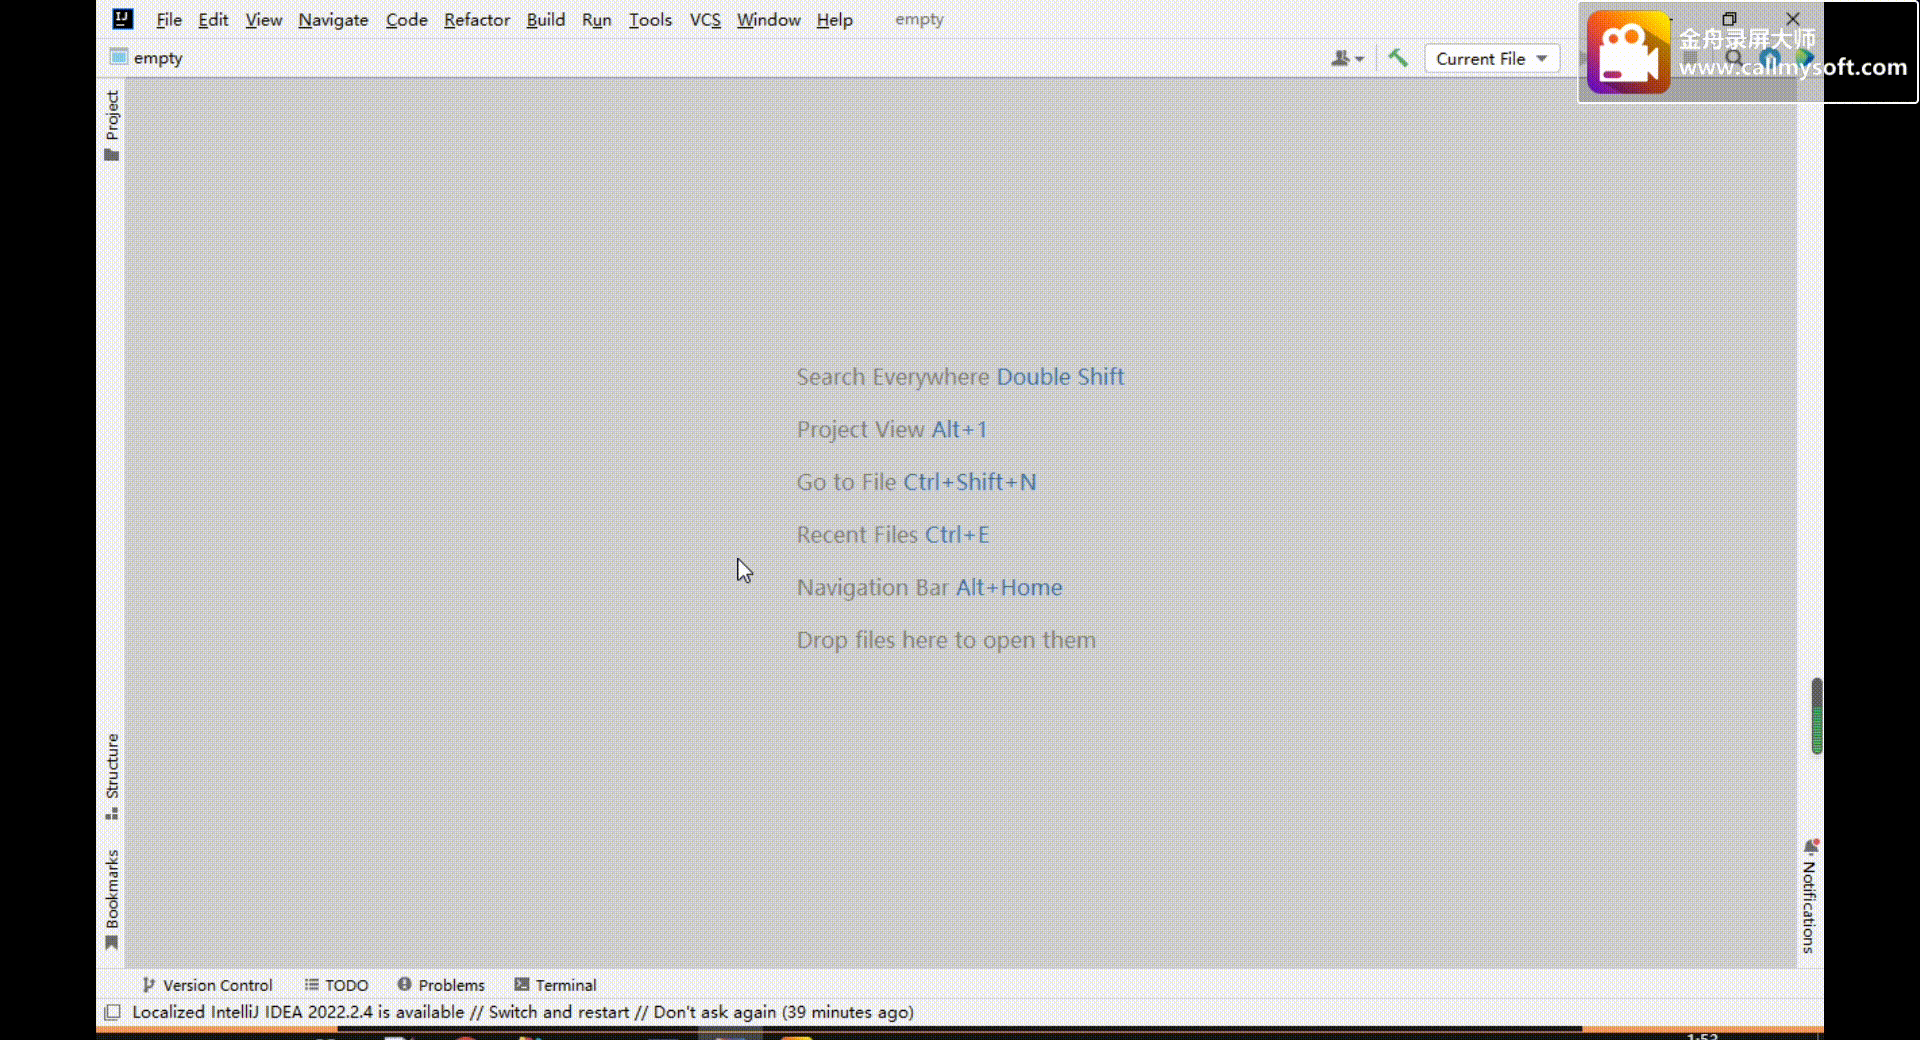 File Edit View Navigate Code Refactor Build Run Tools VCS Window Help empty
金舟录屏大师
www.callmysoft.com
empty
Current File
Project
Search Everywhere Double Shift
Project View Alt+1
Go to File Ctrl+Shift+N
Recent Files Ctrl+E
Navigation Bar Alt+Home
Drop files here to open them
Structure
Bookmarks
Notifications
Version Control TODO Problems Terminal
Localized IntelliJ IDEA 2022.2.4 is available // Switch and restart // Don't ask again (39 minutes ago)